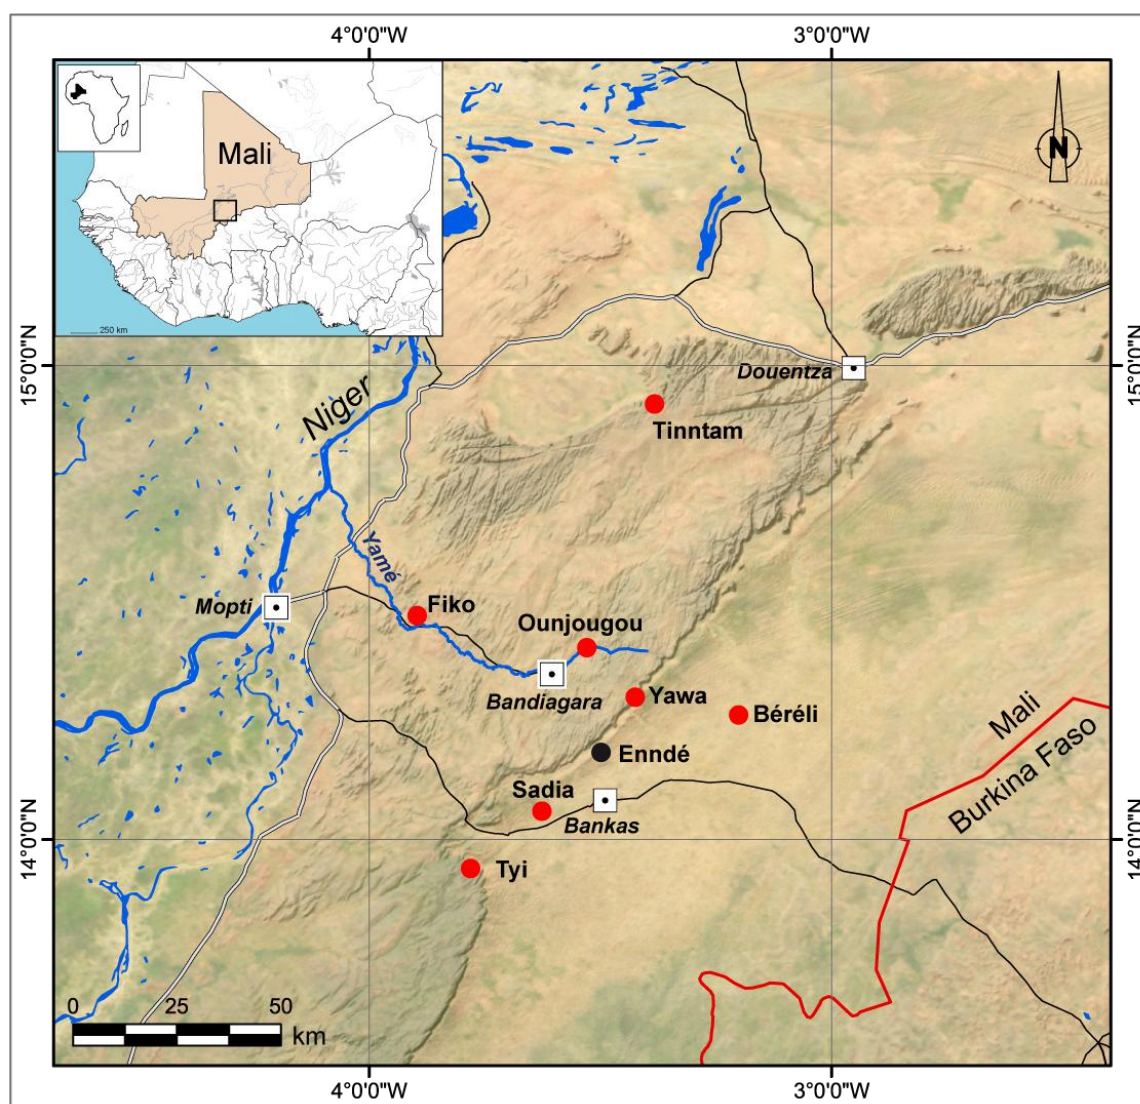 4°0'0"W
3°0'0"W
Mali
250 km
N
15°0'0"N
15°0'0"N
Niger
Douentza
Tinntam
Yamé
Mopti
Fiko
Ounjougou
Bandiagara
Yawa
Béréli
Mali
Burkina Faso
Enndé
Sadia
Bankas
14°0'0"N
14°0'0"N
Tyi
0 25 50
km
4°0'0"W
3°0'0"W